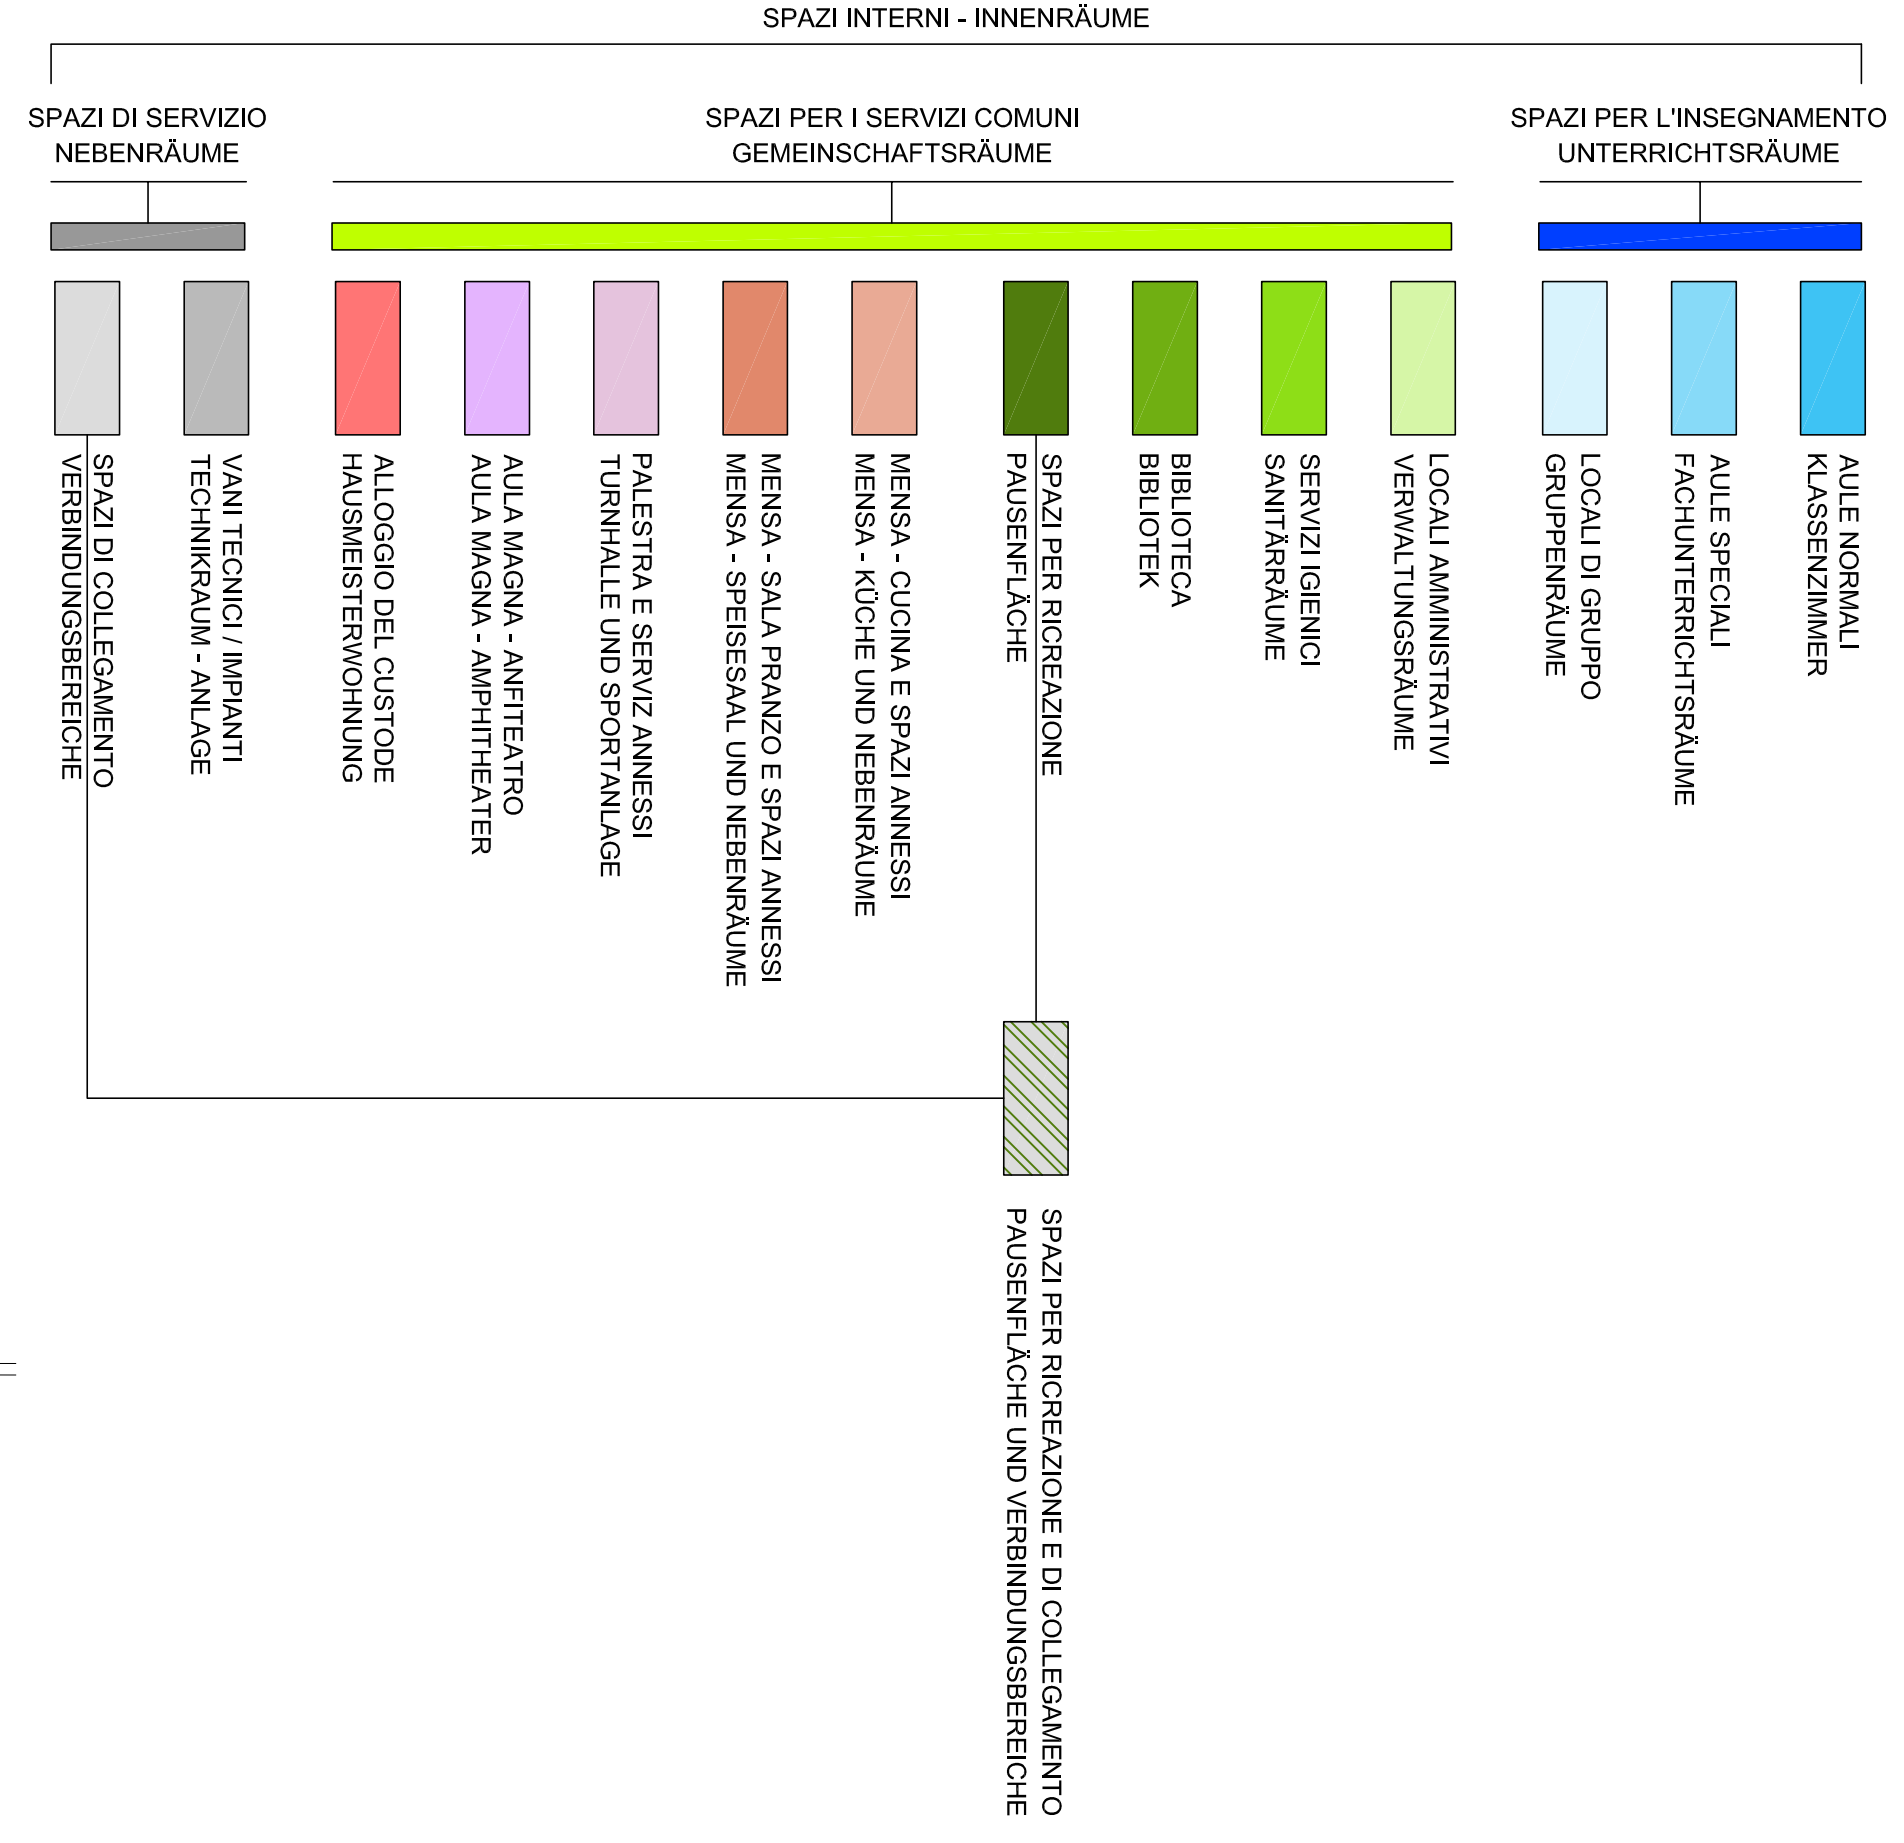 SPAZI INTERNI - INNENRÄUME
SPAZI DI SERVIZIO
NEBENRÄUME
SPAZI PER I SERVIZI COMUNI
GEMEINSCHAFTSRÄUME
SPAZI PER L'INSEGNAMENTO
UNTERRICHTSRÄUME
SPAZI DI COLLEGAMENTO
VERBINDUNGSBEREICHE
VANI TECNICI / IMPIANTI
TECHNIKRAUM - ANLAGE
ALLOGGIO DEL CUSTODE
HAUSMEISTERWOHNUNG
AULA MAGNA - ANFITEATRO
AULA MAGNA - AMPHITHEATER
PALESTRA E SERVIZ ANNESSI
TURNHALLE UND SPORTANLAGE
MENSA - SALA PRANZO E SPAZI ANNESSI
MENSA - SPEISESAAL UND NEBENRÄUME
MENSA - CUCINA E SPAZI ANNESSI
MENSA - KÜCHE UND NEBENRÄUME
SPAZI PER RICREAZIONE
PAUSENFLÄCHE
BIBLIOTECA
BIBLIOTEK
SERVIZI IGIENICI
SANITÄRRÄUME
LOCALI AMMINISTRATIVI
VERWALTUNGSRÄUME
LOCALI DI GRUPPO
GRUPPENRÄUME
AULE SPECIALI
FACHUNTERRICHTSRÄUME
AULE NORMALI
KLASSENZIMMER
SPAZI PER RICREAZIONE E DI COLLEGAMENTO
PAUSENFLÄCHE UND VERBINDUNGSBEREICHE